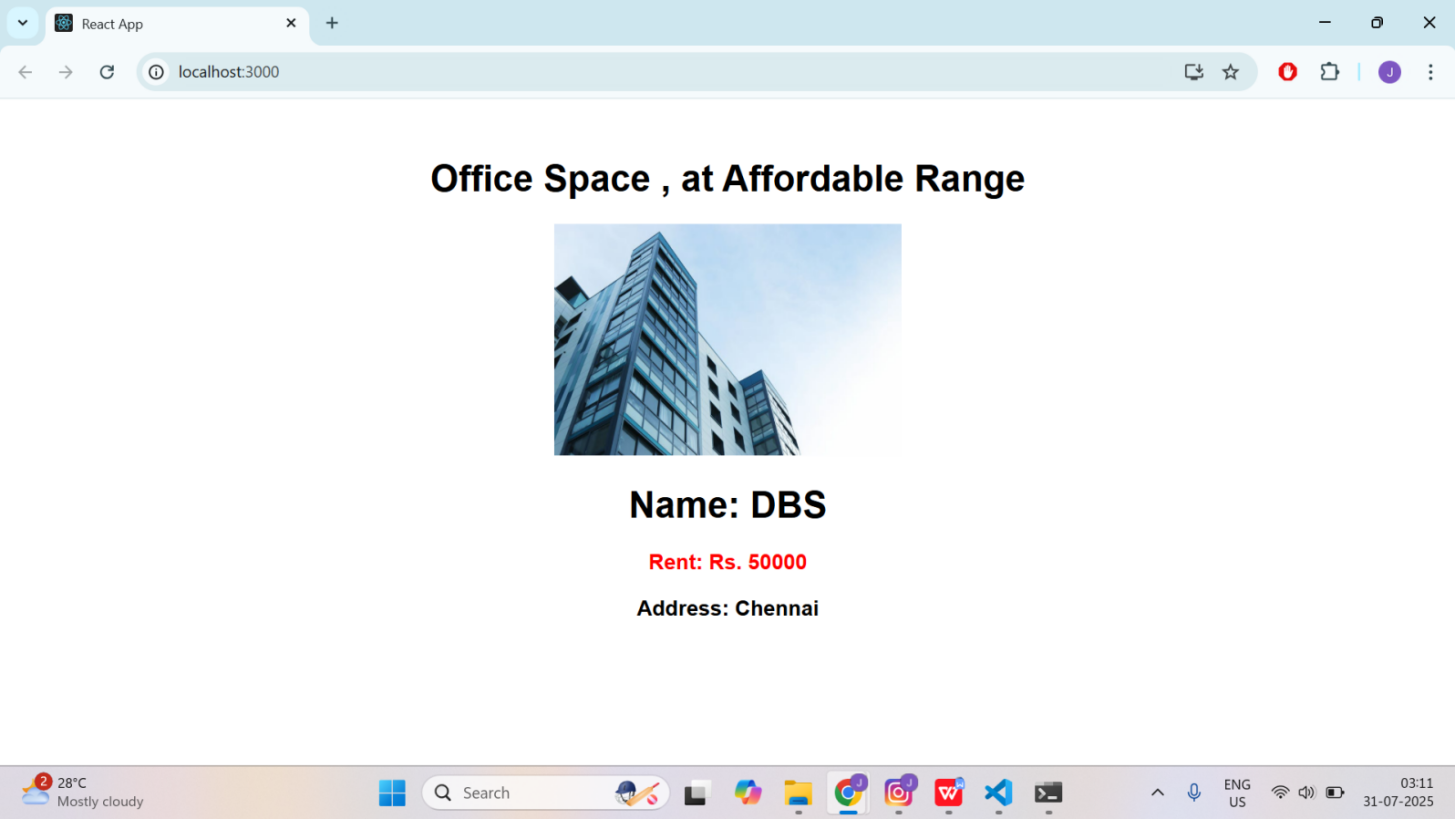 React App
localhost:3000
J
Office Space , at Affordable Range
Name: DBS
Rent: Rs. 50000
Address: Chennai
2
28°C
Mostly cloudy
Search
J
J
W
ENG
US
03:11
31-07-2025